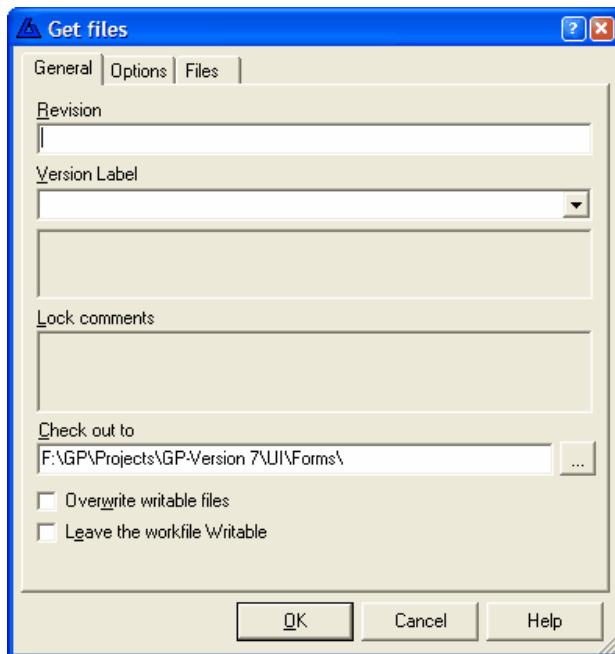 Get files
General Options Files
Revision
Version Label
Lock comments
Check out to
F:\GP\Projects\GP-Version 7\UI\Forms\
...
Overwrite writable files
Leave the workfile Writable
OK Cancel Help